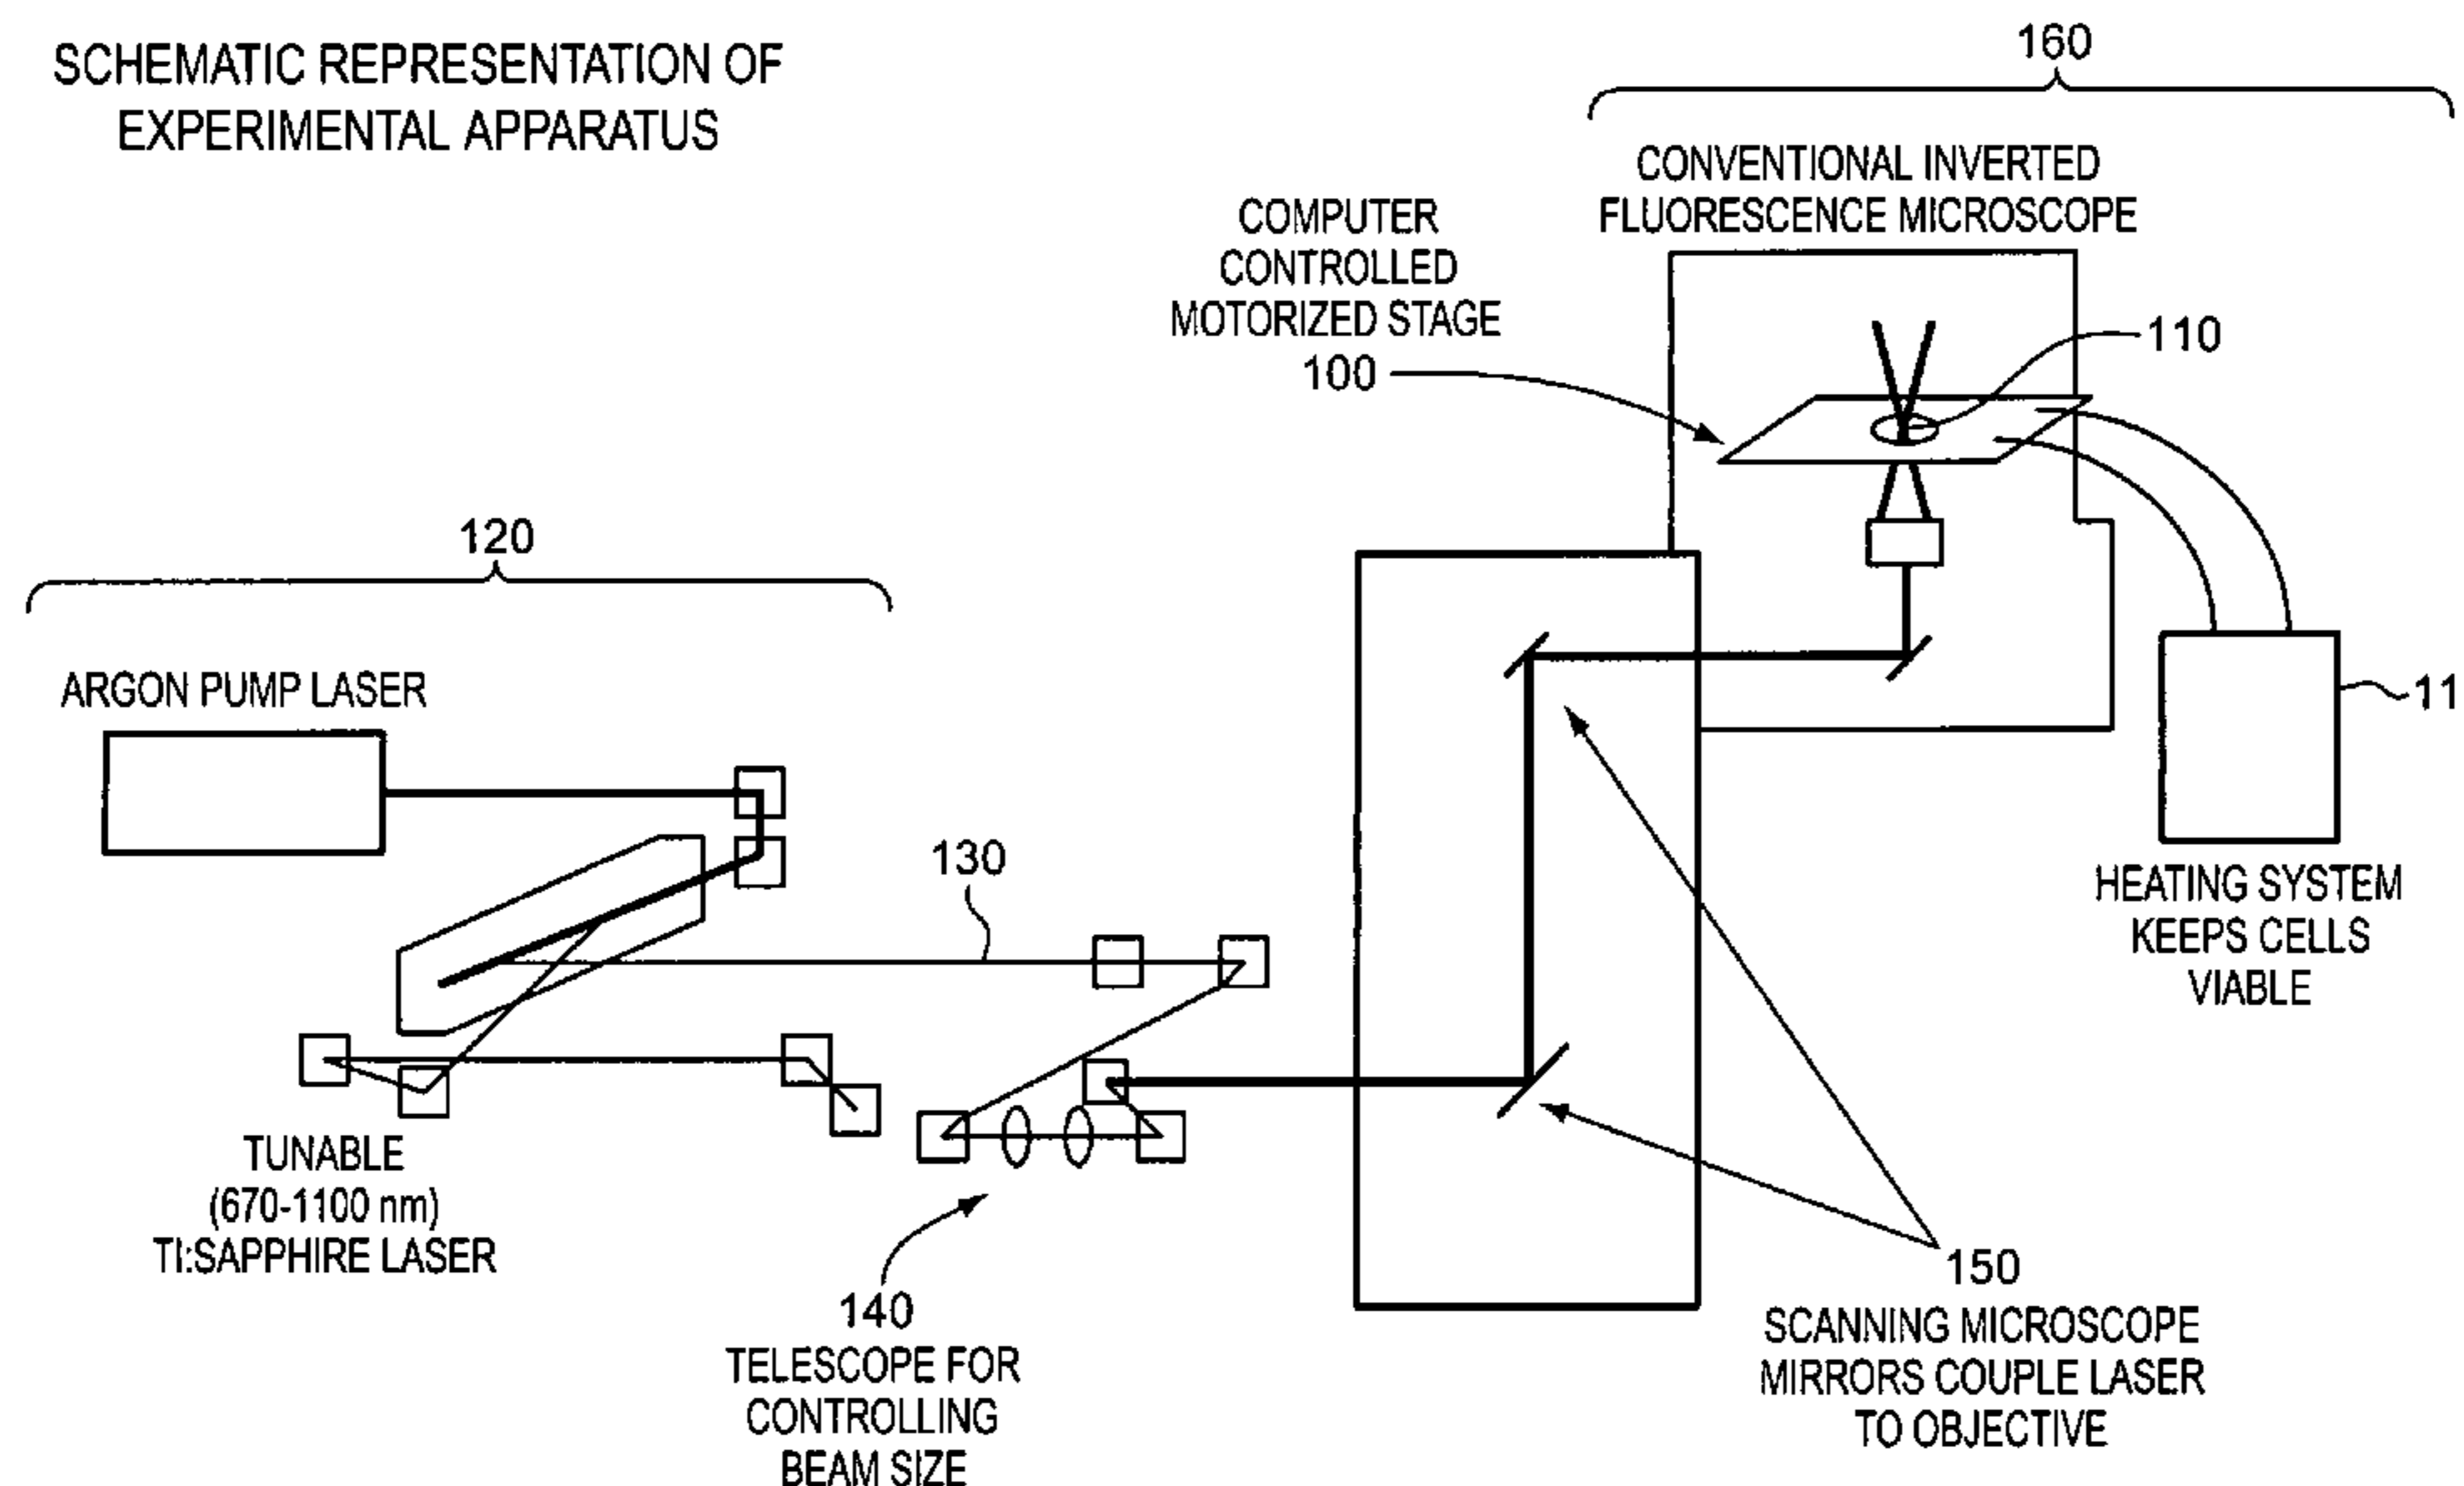 SCHEMATIC REPRESENTATION OF
EXPERIMENTAL APPARATUS
160
CONVENTIONAL INVERTED
FLUORESCENCE MICROSCOPE
COMPUTER
CONTROLLED
MOTORIZED STAGE
100
110
120
ARGON PUMP LASER
11
130
HEATING SYSTEM
KEEPS CELLS
VIABLE
TUNABLE
(670-1100 nm)
TI:SAPPHIRE LASER
140
TELESCOPE FOR
CONTROLLING
BEAM SIZE
150
SCANNING MICROSCOPE
MIRRORS COUPLE LASER
TO OBJECTIVE